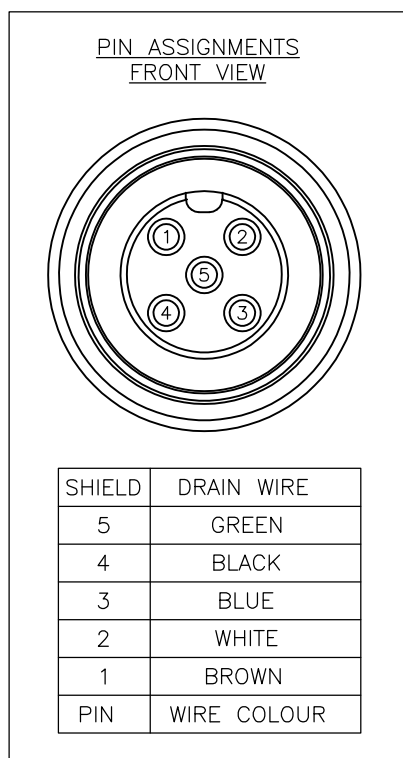 PIN ASSIGNMENTS
FRONT VIEW
1 2
5
4 3
SHIELD DRAIN WIRE
5 GREEN
4 BLACK
3 BLUE
2 WHITE
1 BROWN
PIN WIRE COLOUR